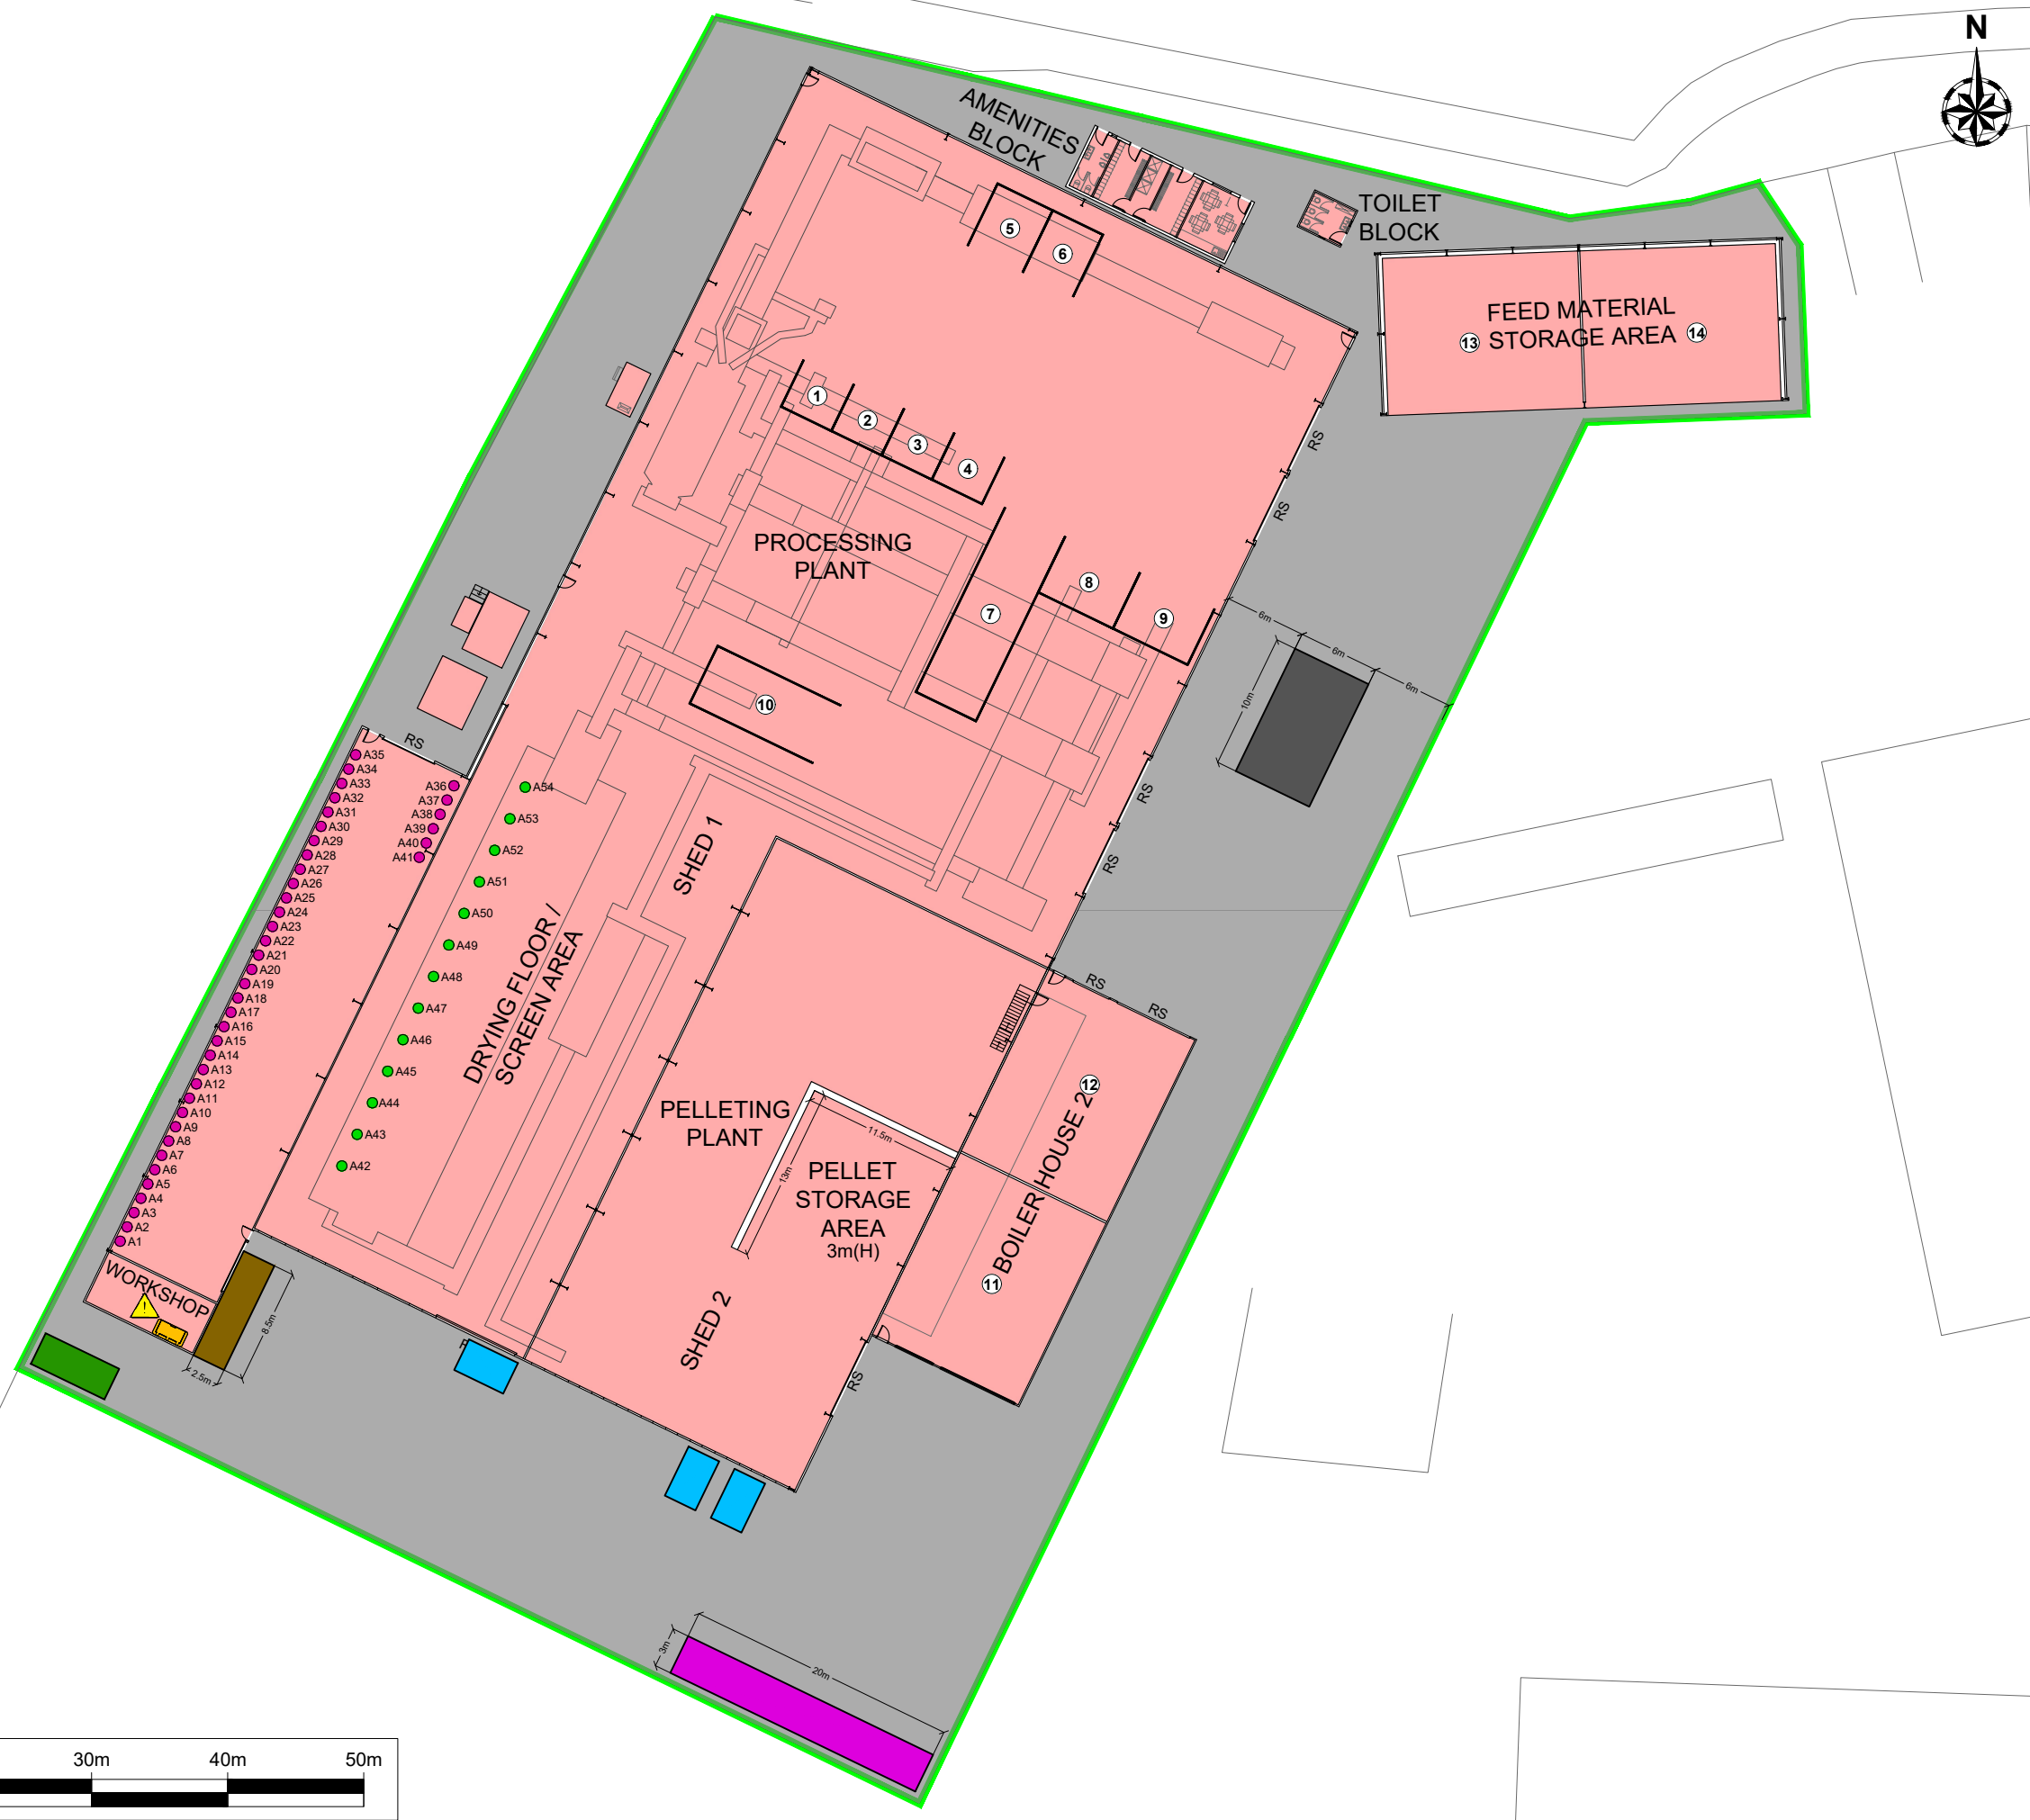 N
AMENITIES
BLOCK
TOILET
BLOCK
5
6
FEED MATERIAL
STORAGE AREA
13
14
1
2
3
4
RS
RS
PROCESSING
PLANT
7
8
9
10
6m
6m
6m
10m
RS
A35
A34
A33
A32
A31
A30
A29
A28
A27
A26
A25
A24
A23
A22
A21
A20
A19
A18
A17
A16
A15
A14
A13
A12
A11
A10
A9
A8
A7
A6
A5
A4
A3
A2
A1
A36
A37
A38
A39
A40
A41
A54
A53
A52
A51
A50
A49
A48
A47
A46
A45
A44
A43
A42
SHED 1
DRYING FLOOR /
SCREEN AREA
RS
RS
RS
RS
PELLETING
PLANT
11.5m
13m
PELLET
STORAGE
AREA
3m(H)
12
BOILER HOUSE 2
11
SHED 2
RS
WORKSHOP
!
8.5m
2.5m
3m
20m
30m
40m
50m